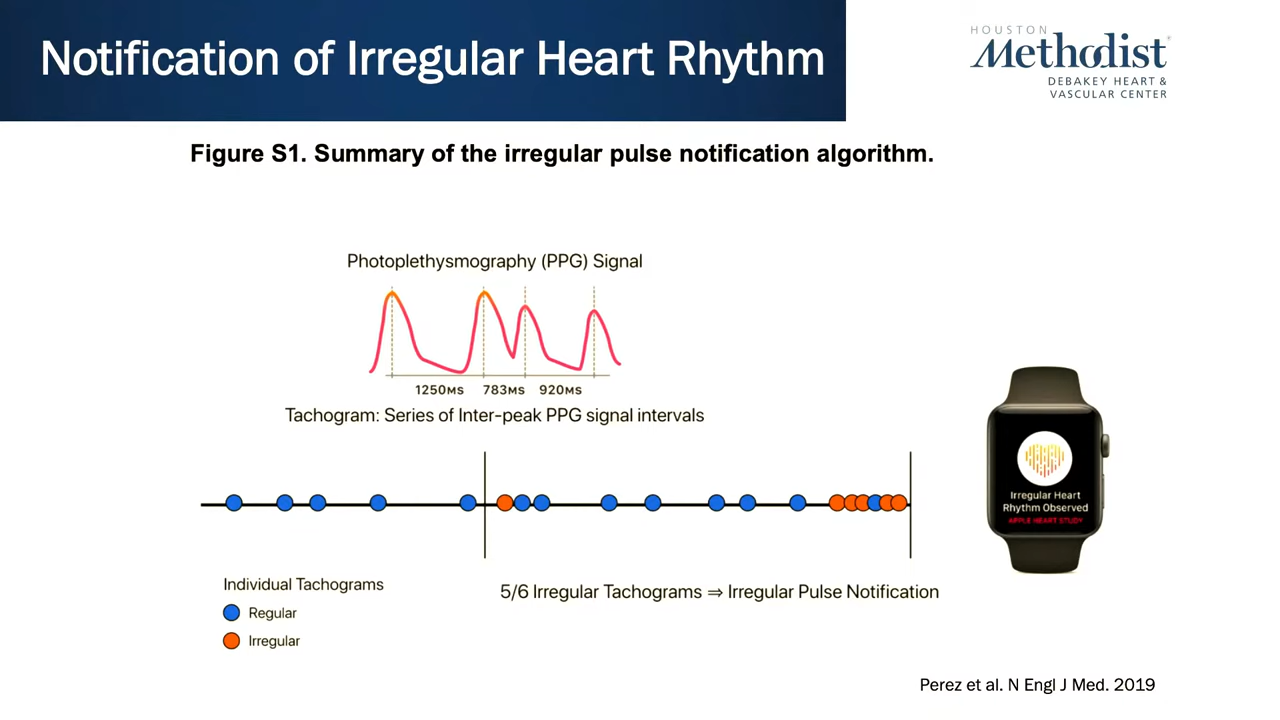 Notification of Irregular Heart Rhythm
HOUSTON
Methodist
DEBAKEY HEART &
VASCULAR CENTER
Figure S1. Summary of the irregular pulse notification algorithm.
Photoplethysmography (PPG) Signal
1250MS 783MS 920MS
Tachogram: Series of Inter-peak PPG signal intervals
Irregular Heart
Rhythm Observed
APPLE HEART STUDY
Individual Tachograms
Regular
Irregular
5/6 Irregular Tachograms ⇒ Irregular Pulse Notification
Perez et al. N Engl J Med. 2019